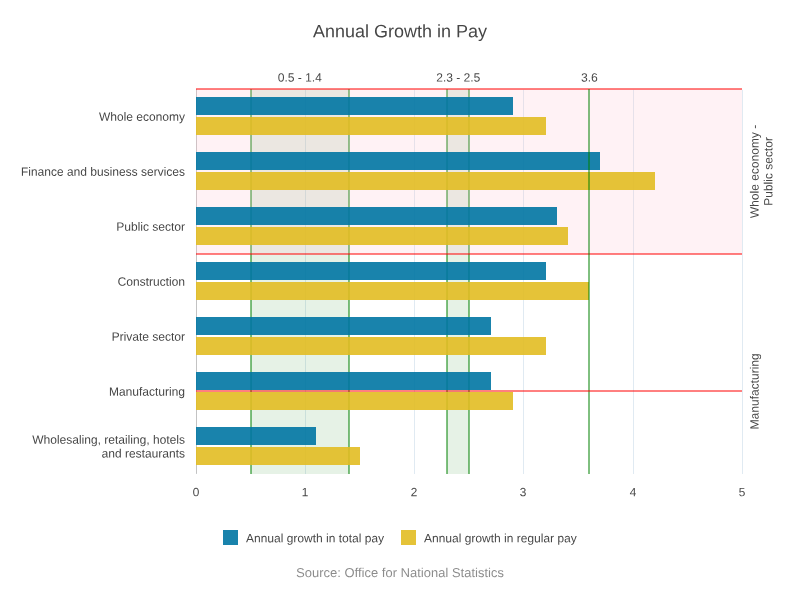 Annual Growth in Pay
0.5 - 1.4
2.3 - 2.5
3.6
Whole economy
Finance and business services
Public sector
Construction
Private sector
Manufacturing
Wholesaling, retailing, hotels
and restaurants
Whole economy -
Public sector
Manufacturing
0
1
2
3
4
5
Annual growth in total pay
Annual growth in regular pay
Source: Office for National Statistics